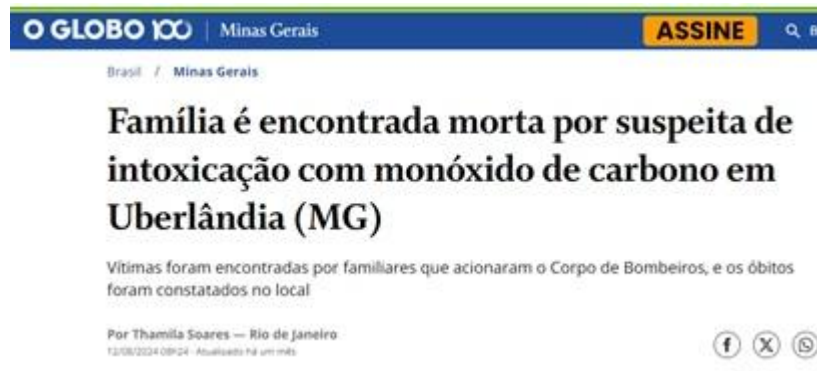 O GLOBO 100 | Minas Gerais ASSINE
Brasil / Minas Gerais
Família é encontrada morta por suspeita de
intoxicação com monóxido de carbono em
Uberlândia (MG)
Vítimas foram encontradas por familiares que acionaram o Corpo de Bombeiros, e os óbitos
foram constatados no local
Por Thamila Soares — Rio de Janeiro
12/08/2024 09h24 · Atualizado há um mês